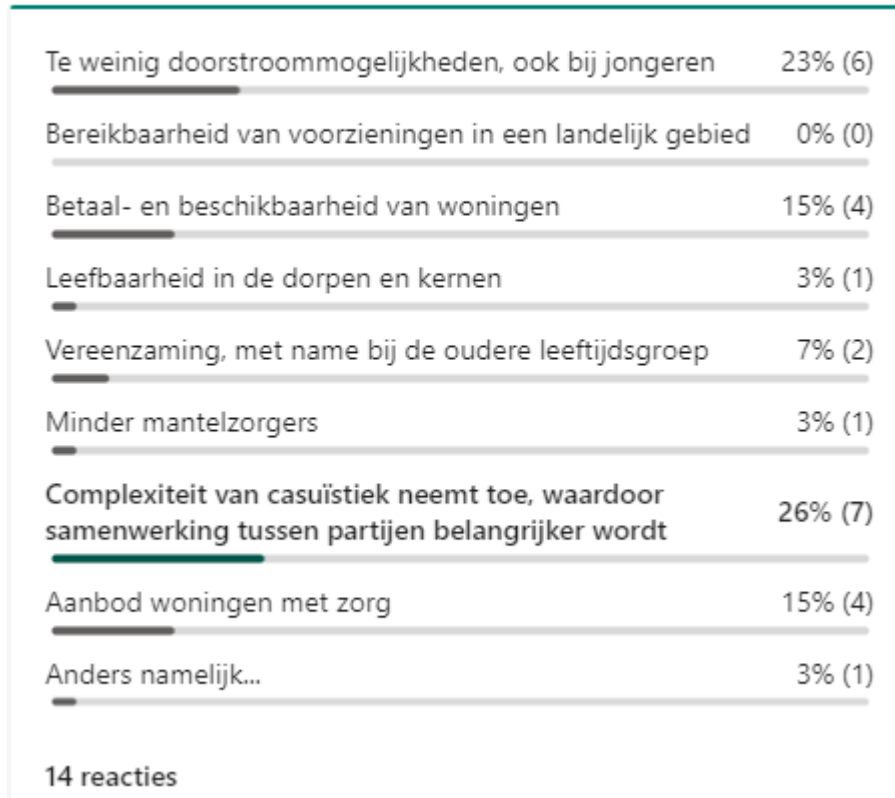 Te weinig doorstroommogelijkheden, ook bij jongeren 23% (6)
Bereikbaarheid van voorzieningen in een landelijk gebied 0% (0)
Betaal- en beschikbaarheid van woningen 15% (4)
Leefbaarheid in de dorpen en kernen 3% (1)
Vereenzaming, met name bij de oudere leeftijdsgroep 7% (2)
Minder mantelzorgers 3% (1)
Complexiteit van casuïstiek neemt toe, waardoor
samenwerking tussen partijen belangrijker wordt 26% (7)
Aanbod woningen met zorg 15% (4)
Anders namelijk... 3% (1)
14 reacties